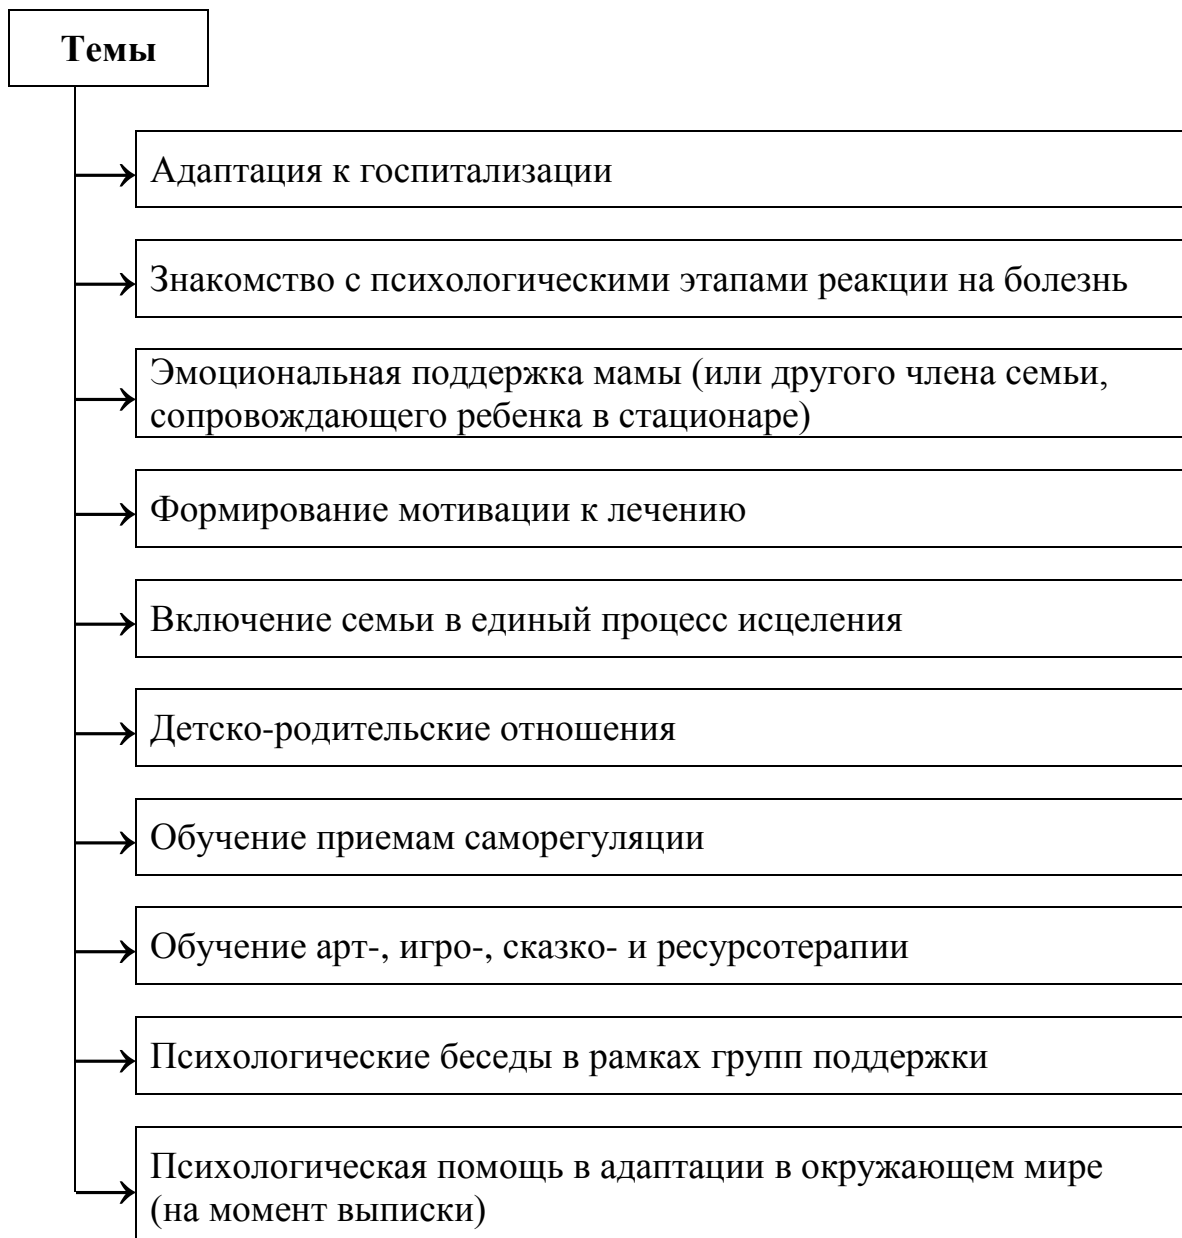 Темы
Адаптация к госпитализации
Знакомство с психологическими этапами реакции на болезнь
Эмоциональная поддержка мамы (или другого члена семьи,
сопровождающего ребенка в стационаре)
Формирование мотивации к лечению
Включение семьи в единый процесс исцеления
Детско-родительские отношения
Обучение приемам саморегуляции
Обучение арт-, игро-, сказко- и ресурсотерапии
Психологические беседы в рамках групп поддержки
Психологическая помощь в адаптации в окружающем мире
(на момент выписки)